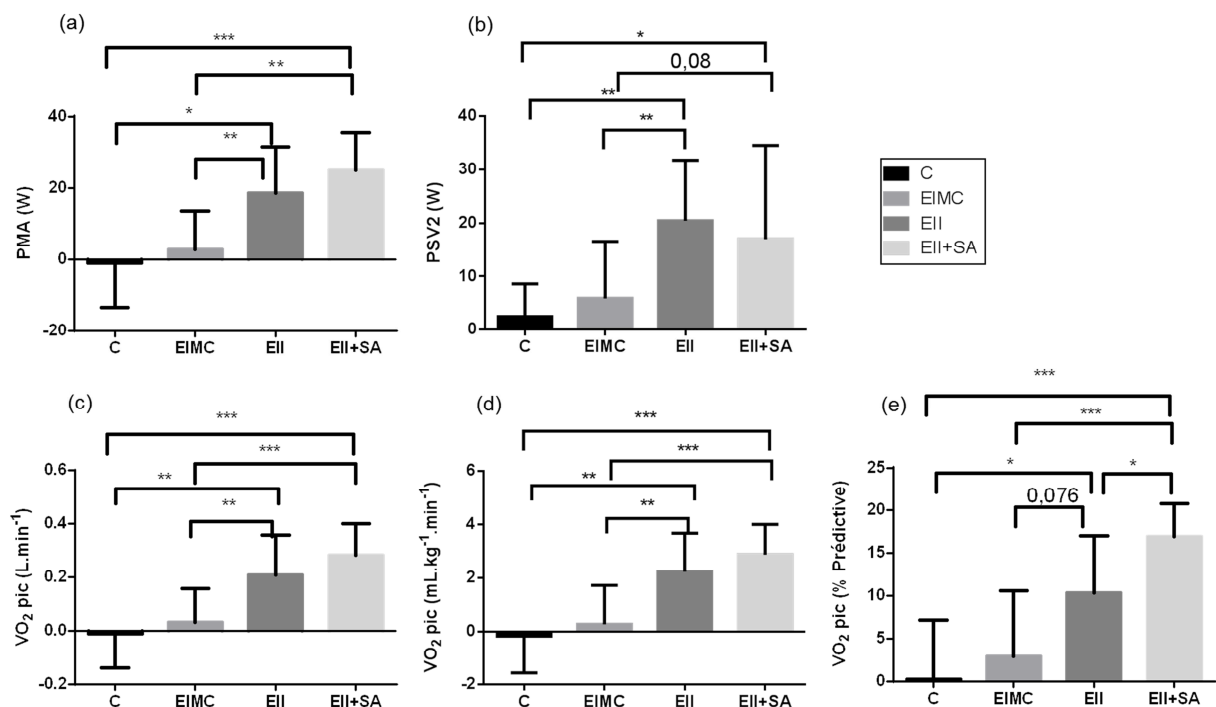 (a)
***
**
*
**
40
20
0
-20
PMA (W)
C EIMC EII EII+SA
(b)
*
0,08
**
**
40
30
20
10
0
PSV2 (W)
C EIMC EII EII+SA
C
EIMC
EII
EII+SA
(c)
***
***
**
**
0.6
0.4
0.2
0.0
-0.2
VO2 pic (L.min-1)
C EIMC EII EII+SA
(d)
***
***
**
**
6
4
2
0
-2
VO2 pic (mL.kg-1.min-1)
C EIMC EII EII+SA
(e)
***
***
*
*
0,076
25
20
15
10
5
0
VO2 pic (% Prédictive)
C EIMC EII EII+SA